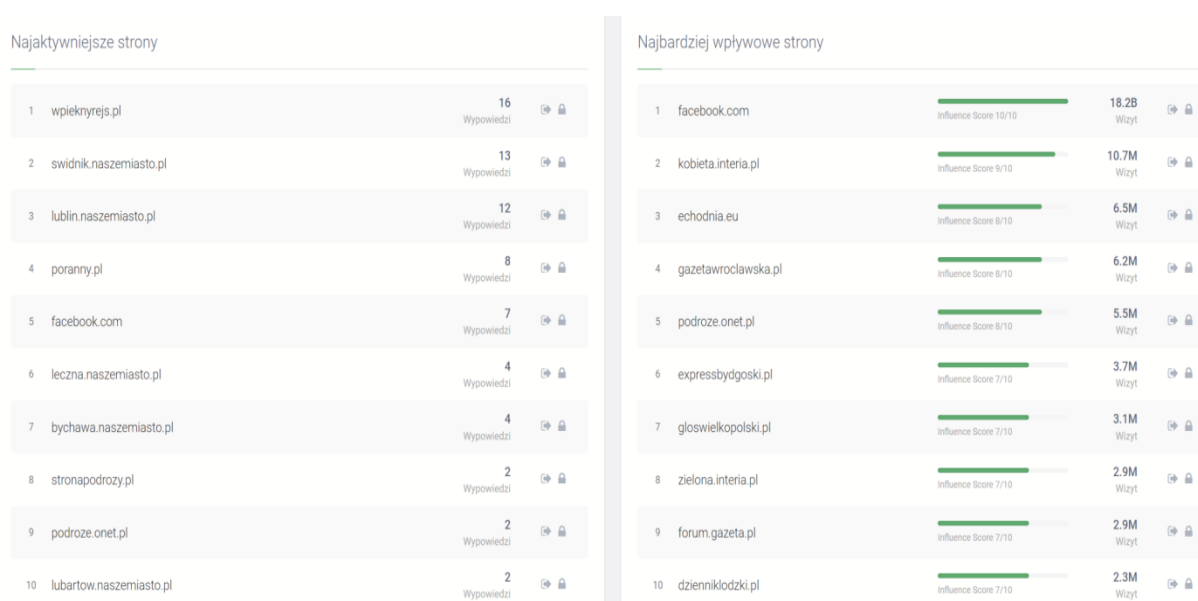 Najaktywniejsze strony
1 wpieknyrejs.pl 16
Wypowiedzi
2 swidnik.naszemiasto.pl 13
Wypowiedzi
3 lublin.naszemiasto.pl 12
Wypowiedzi
4 poranny.pl 8
Wypowiedzi
5 facebook.com 7
Wypowiedzi
6 leczna.naszemiasto.pl 4
Wypowiedzi
7 bychawa.naszemiasto.pl 4
Wypowiedzi
8 stronapodrozy.pl 2
Wypowiedzi
9 podroze.onet.pl 2
Wypowiedzi
10 lubartow.naszemiasto.pl 2
Wypowiedzi
Najbardziej wpływowe strony
1 facebook.com 18.2B
Influence Score 10/10 Wizyt
2 kobieta.interia.pl 10.7M
Influence Score 9/10 Wizyt
3 echodnia.eu 6.5M
Influence Score 8/10 Wizyt
4 gazetawroclawska.pl 6.2M
Influence Score 8/10 Wizyt
5 podroze.onet.pl 5.5M
Influence Score 8/10 Wizyt
6 expressbydgoski.pl 3.7M
Influence Score 7/10 Wizyt
7 gloswielkopolski.pl 3.1M
Influence Score 7/10 Wizyt
8 zielona.interia.pl 2.9M
Influence Score 7/10 Wizyt
9 forum.gazeta.pl 2.9M
Influence Score 7/10 Wizyt
10 dzienniklodzki.pl 2.3M
Influence Score 7/10 Wizyt